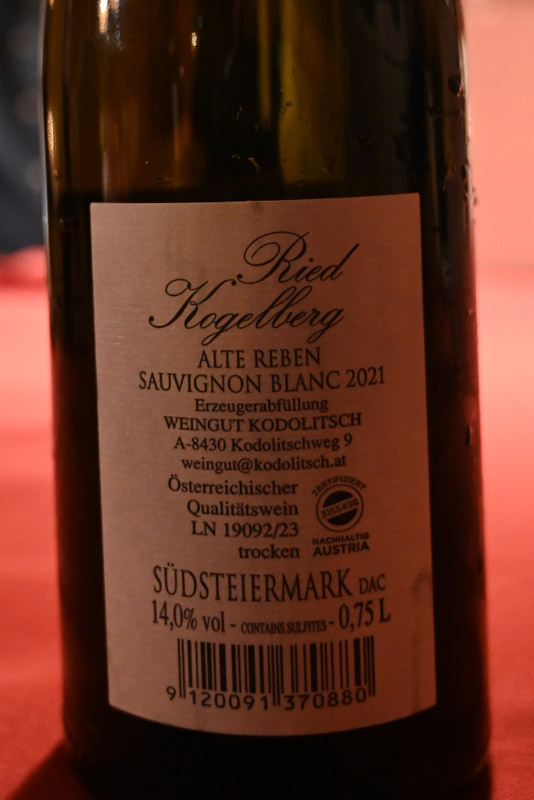 Ried
Kogelberg
ALTE REBEN
SAUVIGNON BLANC 2021
Erzeugerabfüllung
WEINGUT KODOLITSCH
A-8430 Kodolitschweg 9
weingut@kodolitsch.at
Österreichischer
Qualitätswein
LN 19092/23
trocken
ZERTIFIZIERT
3155498
NACHHALTIG
AUSTRIA
SÜDSTEIERMARK DAC
14,0% vol - CONTAINS SULFITES - 0,75 L
9 120091 370880